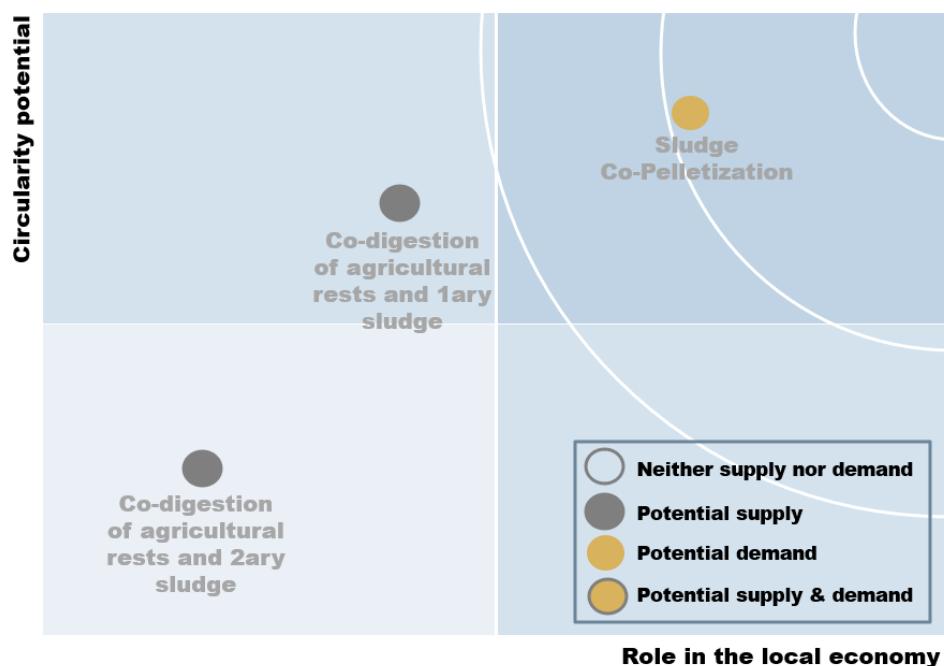 Circularity potential
Sludge
Co-Pelletization
Co-digestion
of agricultural
rests and 1ary
sludge
Co-digestion
of agricultural
rests and 2ary
sludge
Neither supply nor demand
Potential supply
Potential demand
Potential supply & demand
Role in the local economy